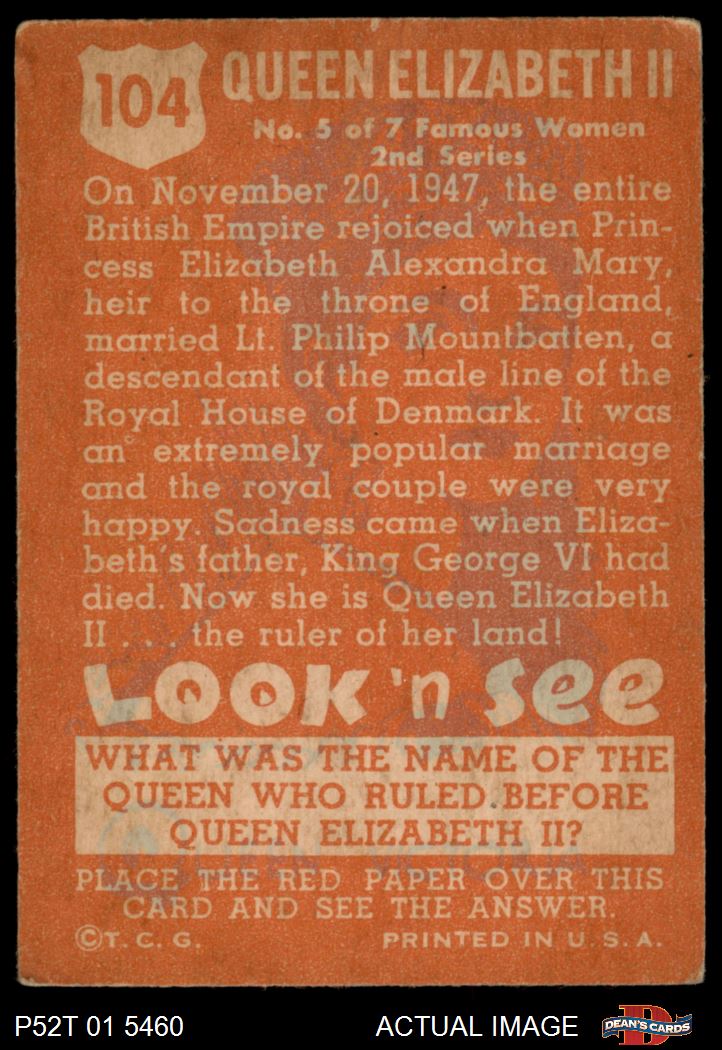 104
QUEEN ELIZABETH II
No. 5 of 7 Famous Women
2nd Series
On November 20, 1947, the entire
British Empire rejoiced when Prin-
cess Elizabeth Alexandra Mary,
heir to the throne of England,
married Lt. Philip Mountbatten, a
descendant of the male line of the
Royal House of Denmark. It was
an extremely popular marriage
and the royal couple were very
happy. Sadness came when Eliza-
beth's father, King George VI had
died. Now she is Queen Elizabeth
II . . . the ruler of her land!
LOOK 'n SEE
WHAT WAS THE NAME OF THE
QUEEN WHO RULED BEFORE
QUEEN ELIZABETH II?
QUEEN VICTORIA
PLACE THE RED PAPER OVER THIS
CARD AND SEE THE ANSWER.
©T. C. G. PRINTED IN U. S. A.
P52T 01 5460 ACTUAL IMAGE D DEAN'S CARDS